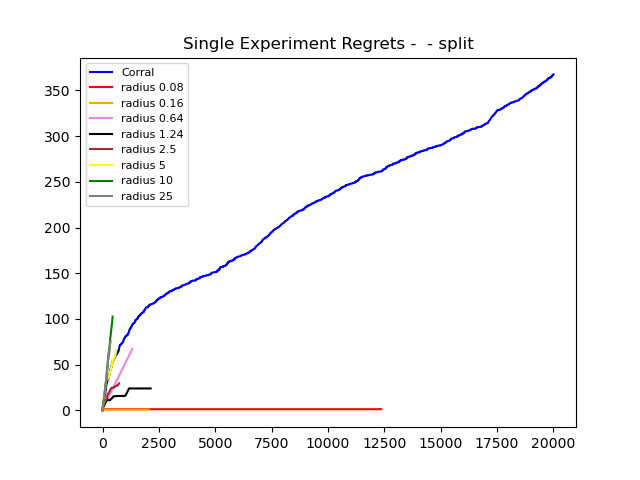 Single Experiment Regrets -  - split
Corral
radius 0.08
radius 0.16
radius 0.64
radius 1.24
radius 2.5
radius 5
radius 10
radius 25
350
300
250
200
150
100
50
0
0 2500 5000 7500 10000 12500 15000 17500 20000